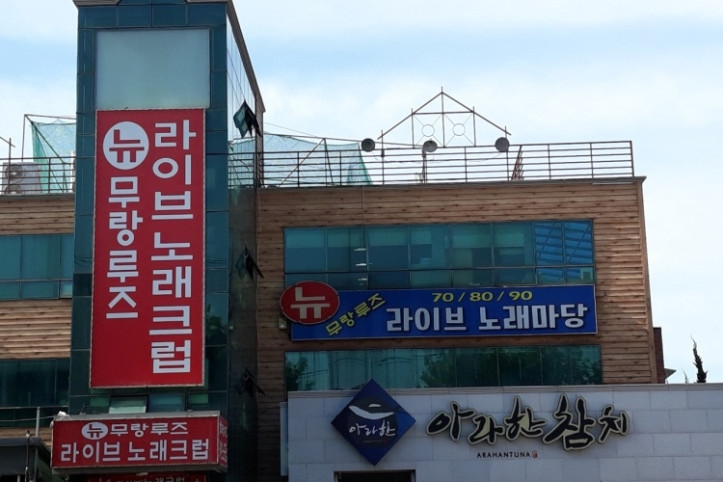 뉴 무랑루즈
라이브 노래크럽
뉴 무랑루즈
70/80/90
라이브 노래마당
뉴 무랑루즈
라이브 노래크럽
아라한
아라한참치
ARAHANTUNA